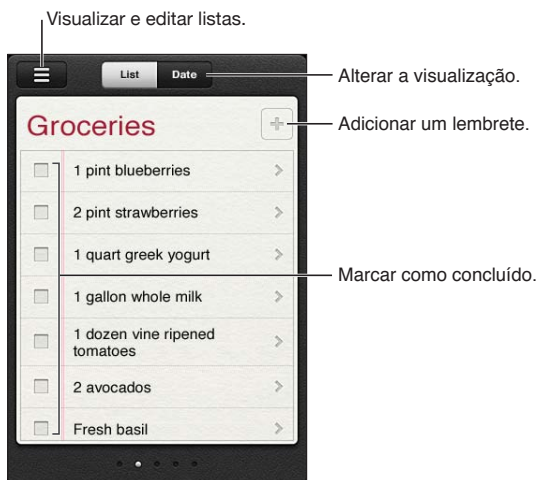 Visualizar e editar listas.
List Date
Alterar a visualização.
Groceries
Adicionar um lembrete.
1 pint blueberries
2 pint strawberries
1 quart greek yogurt
Marcar como concluído.
1 gallon whole milk
1 dozen vine ripened
tomatoes
2 avocados
Fresh basil